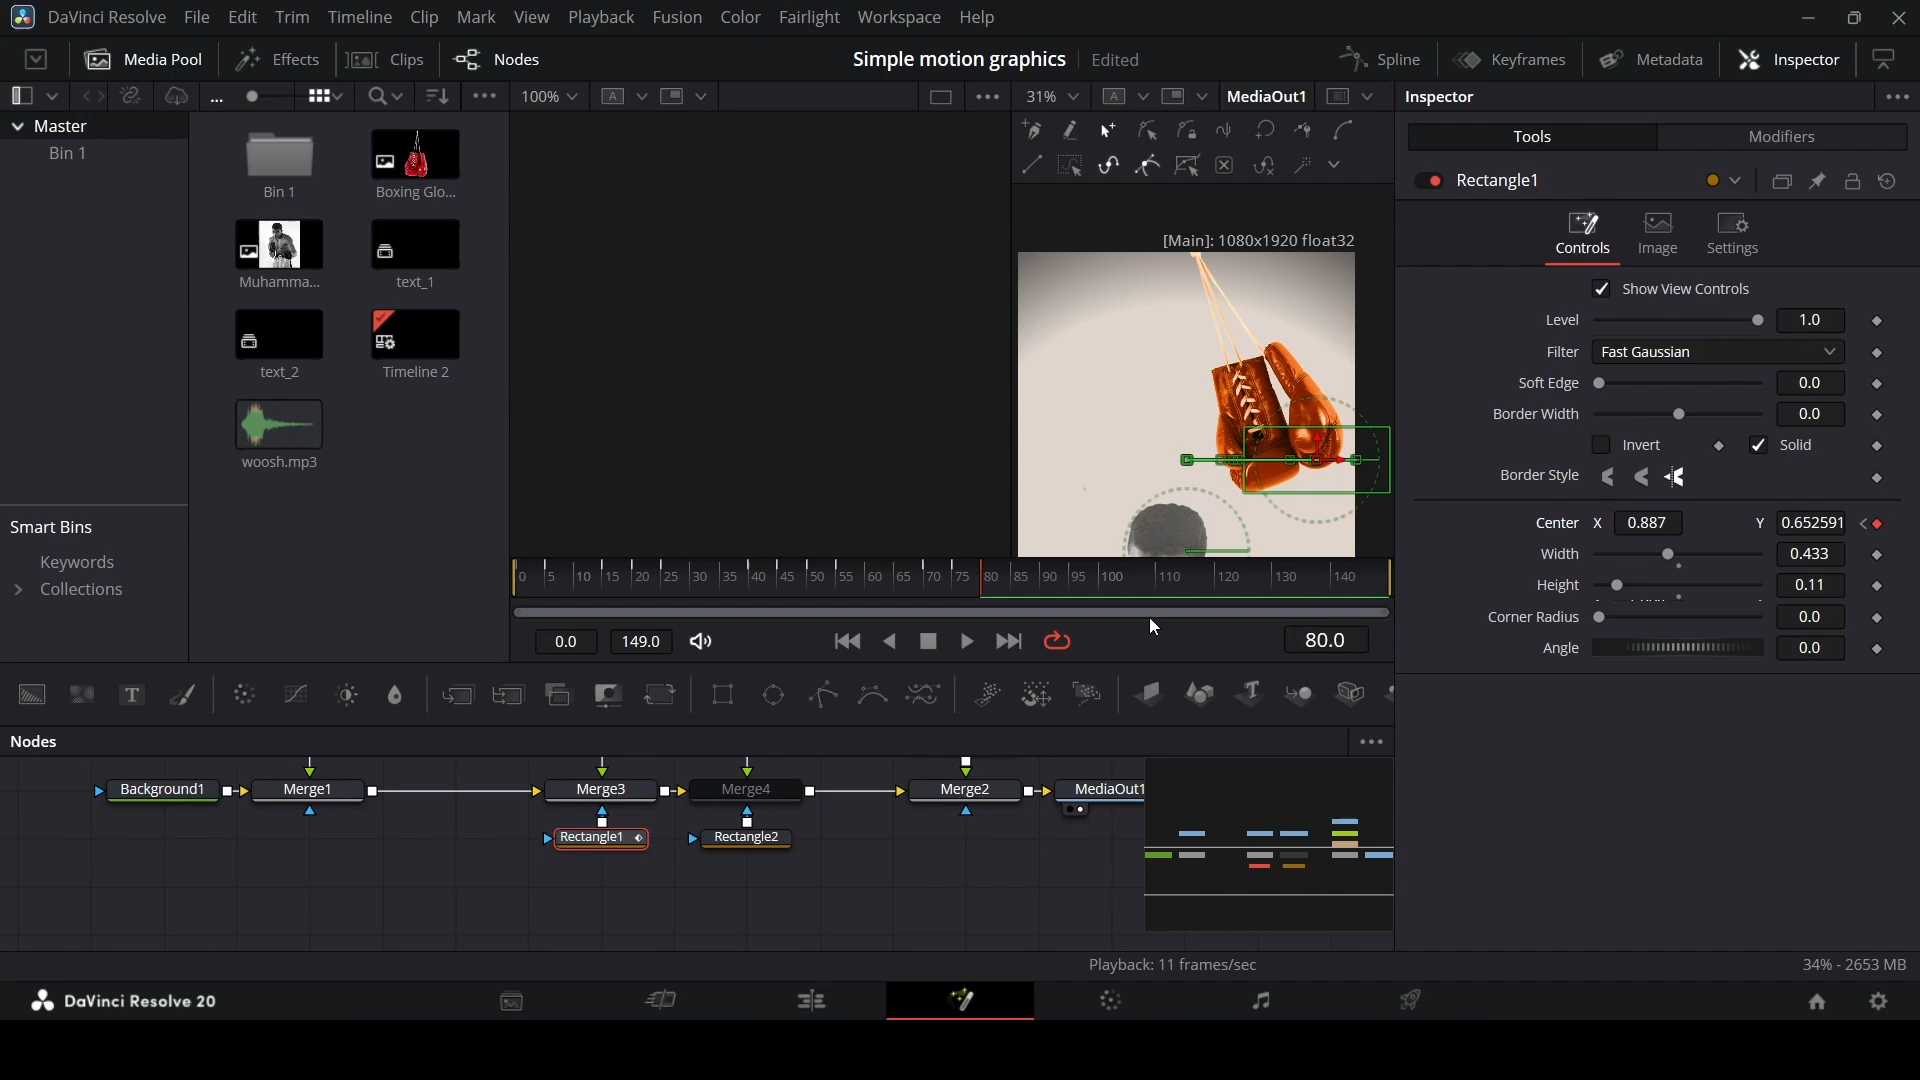 DaVinci Resolve File Edit Trim Timeline Clip Mark View Playback Fusion Color Fairlight Workspace Help
Media Pool Effects Clips Nodes Simple motion graphics Edited Spline Keyframes Metadata Inspector
... 100% A 31% A MediaOut1 Inspector
Master
Bin 1
Bin 1
Boxing Glo...
Muhamma...
text_1
text_2
Timeline 2
woosh.mp3
Smart Bins
Keywords
Collections
[Main]: 1080x1920 float32
0 5 10 15 20 25 30 35 40 45 50 55 60 65 70 75 80 85 90 95 100 110 120 130 140
0.0 149.0 80.0
Tools Modifiers
Rectangle1
Controls Image Settings
Show View Controls
Level 1.0
Filter Fast Gaussian
Soft Edge 0.0
Border Width 0.0
Invert Solid
Border Style
Center X 0.887 Y 0.652591
Width 0.433
Height 0.11
Corner Radius 0.0
Angle 0.0
T T
Nodes
Background1 Merge1 Merge3 Merge4 Merge2 MediaOut1
Rectangle1 Rectangle2
Playback: 11 frames/sec 34% - 2653 MB
DaVinci Resolve 20